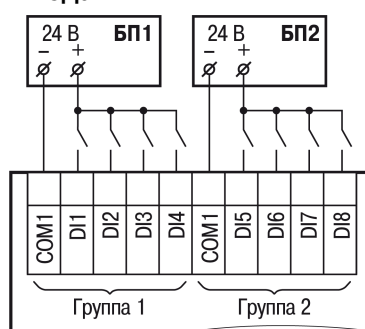 24 В БП1
– +
24 В БП2
– +
COM1 DI1 DI2 DI3 DI4 COM1 DI5 DI6 DI7 DI8
Группа 1 Группа 2